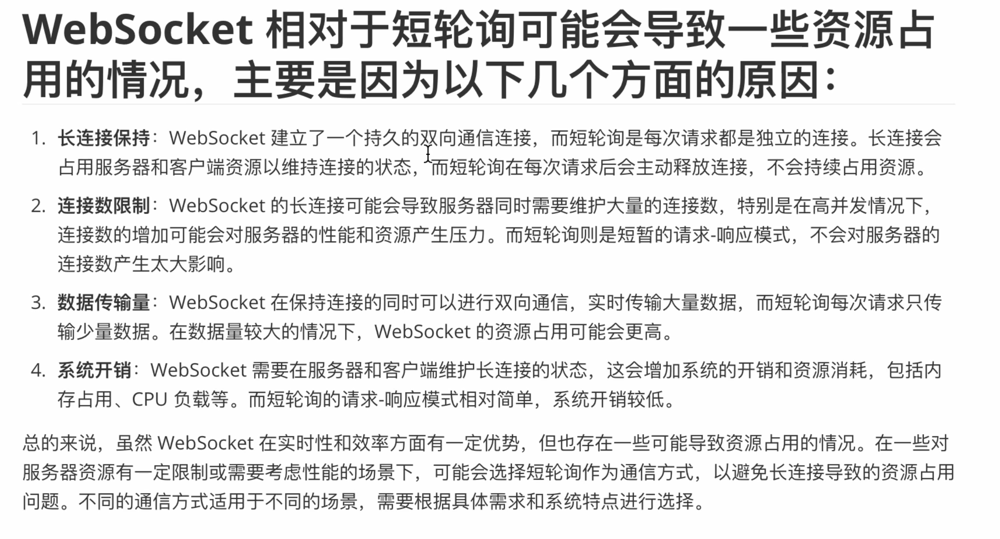 WebSocket 相对于短轮询可能会导致一些资源占
用的情况，主要是因为以下几个方面的原因：
1. 长连接保持：WebSocket 建立了一个持久的双向通信连接，而短轮询是每次请求都是独立的连接。长连接会
占用服务器和客户端资源以维持连接的状态，而短轮询在每次请求后会主动释放连接，不会持续占用资源。
2. 连接数限制：WebSocket 的长连接可能会导致服务器同时需要维护大量的连接数，特别是在高并发情况下，
连接数的增加可能会对服务器的性能和资源产生压力。而短轮询则是短暂的请求-响应模式，不会对服务器的
连接数产生太大影响。
3. 数据传输量：WebSocket 在保持连接的同时可以进行双向通信，实时传输大量数据，而短轮询每次请求只传
输少量数据。在数据量较大的情况下，WebSocket 的资源占用可能会更高。
4. 系统开销：WebSocket 需要在服务器和客户端维护长连接的状态，这会增加系统的开销和资源消耗，包括内
存占用、CPU 负载等。而短轮询的请求-响应模式相对简单，系统开销较低。
总的来说，虽然 WebSocket 在实时性和效率方面有一定优势，但也存在一些可能导致资源占用的情况。在一些对
服务器资源有一定限制或需要考虑性能的场景下，可能会选择短轮询作为通信方式，以避免长连接导致的资源占用
问题。不同的通信方式适用于不同的场景，需要根据具体需求和系统特点进行选择。